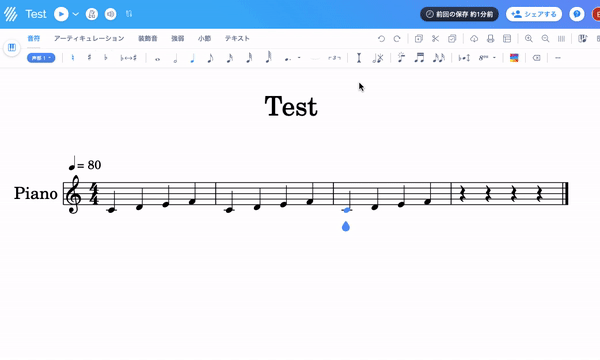 Test
前回の保存 約1分前
シェアする
音符 アーティキュレーション 装飾音 強弱 小節 テキスト
声部 1
Test
= 80
Piano
4
4